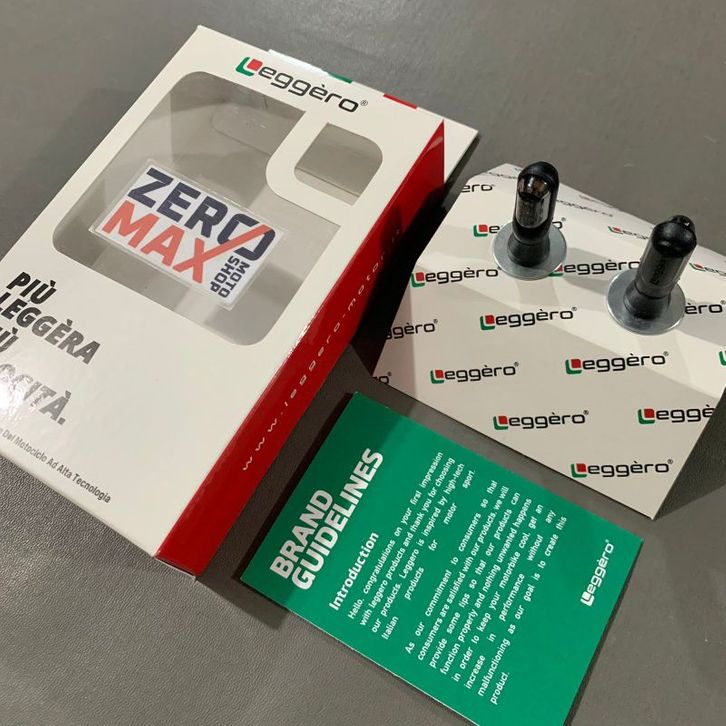 Leggèro®
ZERO
MAX
MOTO
SHOP
PIÙ
LEGGÈRA
www.leggero-motor.it
Del Motociclo Ad Alta Tecnologia
Leggèro®
Leggèro®
Leggèro®
Leggèro®
Leggèro®
Leggèro®
Leggèro®
Leggèro®
BRAND
GUIDELINES
Introduction
Hello, congratulations on your first impression
with leggero products and thank you for choosing
our products. Leggero is inspired by high-tech
italian products for motor sport.
As our commitment to consumers so that
consumers are satisfied with our products, we will
provide some tips so that our products can
function properly and nothing unwanted happens
in order to keep your motorbike cool, get an
increase in performance without any
malfunctioning as our goal is to create this
product.
Leggèro®